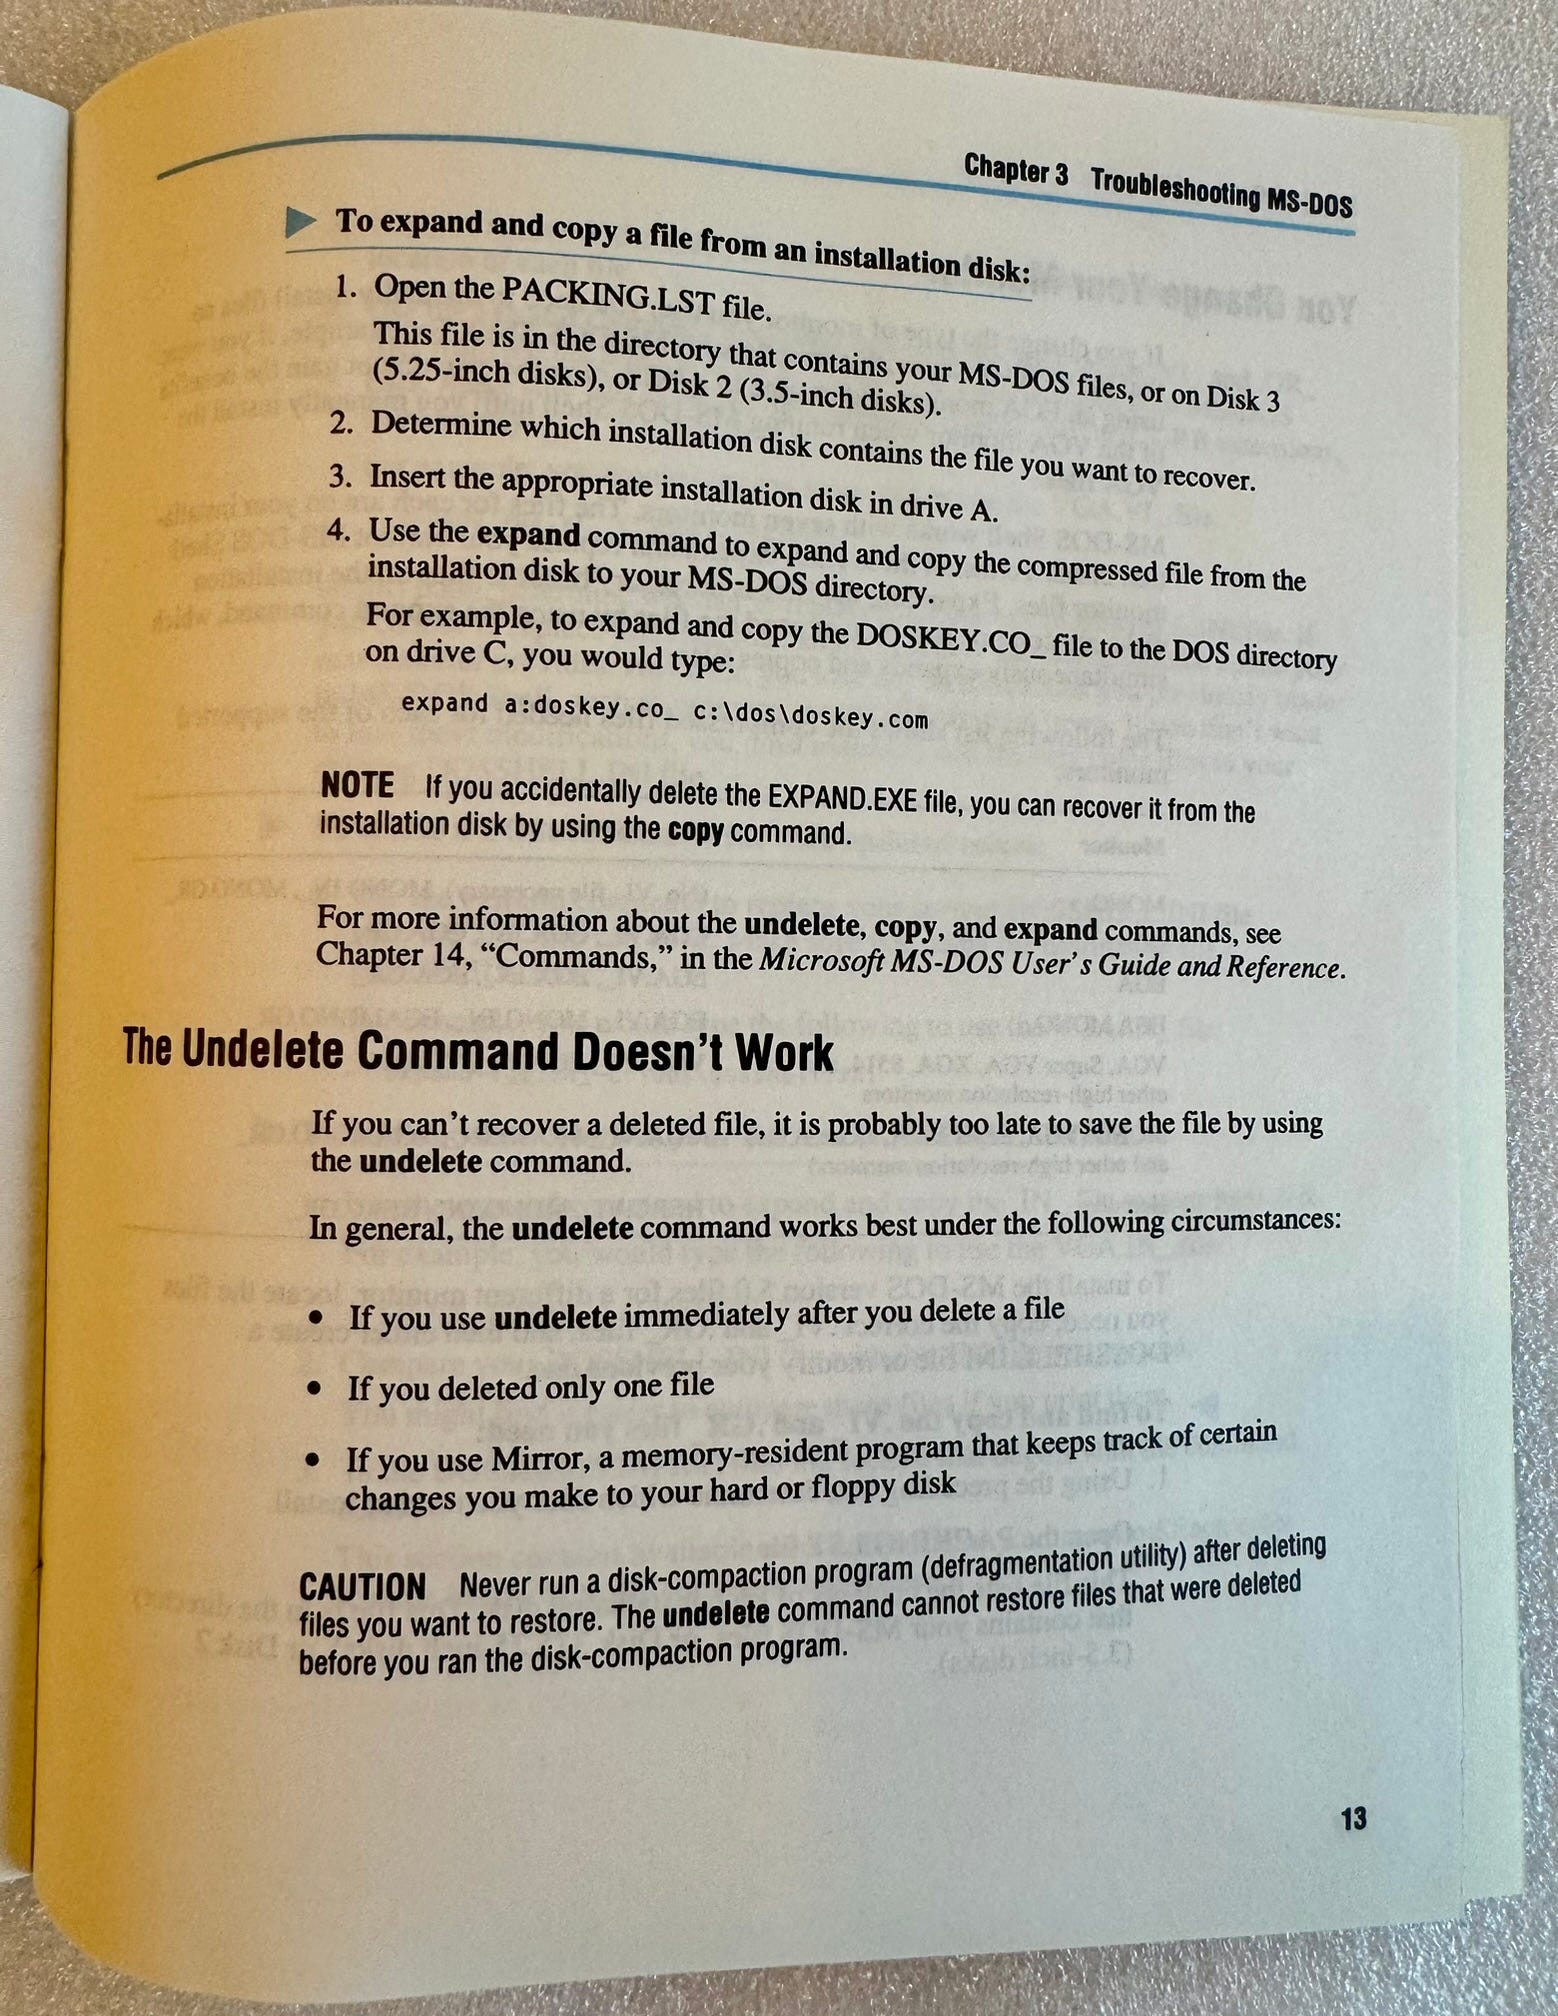 Chapter 3 Troubleshooting MS-DOS
To expand and copy a file from an installation disk:
1. Open the PACKING.LST file.
This file is in the directory that contains your MS-DOS files, or on Disk 3
(5.25-inch disks), or Disk 2 (3.5-inch disks).
2. Determine which installation disk contains the file you want to recover.
3. Insert the appropriate installation disk in drive A.
4. Use the expand command to expand and copy the compressed file from the
installation disk to your MS-DOS directory.
For example, to expand and copy the DOSKEY.CO_ file to the DOS directory
on drive C, you would type:
expand a:doskey.co_ c:\dos\doskey.com
NOTE If you accidentally delete the EXPAND.EXE file, you can recover it from the
installation disk by using the copy command.
For more information about the undelete, copy, and expand commands, see
Chapter 14, “Commands,” in the Microsoft MS-DOS User's Guide and Reference.
The Undelete Command Doesn't Work
If you can't recover a deleted file, it is probably too late to save the file by using
the undelete command.
In general, the undelete command works best under the following circumstances:
• If you use undelete immediately after you delete a file
• If you deleted only one file
• If you use Mirror, a memory-resident program that keeps track of certain
changes you make to your hard or floppy disk
CAUTION Never run a disk-compaction program (defragmentation utility) after deleting
files you want to restore. The undelete command cannot restore files that were deleted
before you ran the disk-compaction program.
13